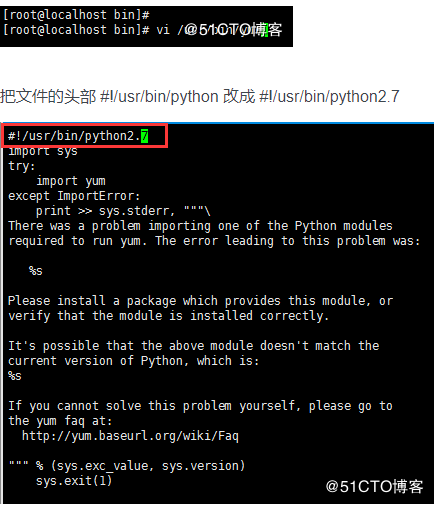 [root@localhost bin]#
[root@localhost bin]# vi
@51CTO博客
把文件的头部 #!/usr/bin/python 改成 #!/usr/bin/python2.7
#!/usr/bin/python2.7
import sys
try:
    import yum
except ImportError:
    print >> sys.stderr, """\
There was a problem importing one of the Python modules
required to run yum. The error leading to this problem was:
   %s
Please install a package which provides this module, or
verify that the module is installed correctly.
It's possible that the above module doesn't match the
current version of Python, which is:
%s
If you cannot solve this problem yourself, please go to
the yum faq at:
  http://yum.baseurl.org/wiki/Faq
""" % (sys.exc_value, sys.version)
    sys.exit(1)
@51CTO博客